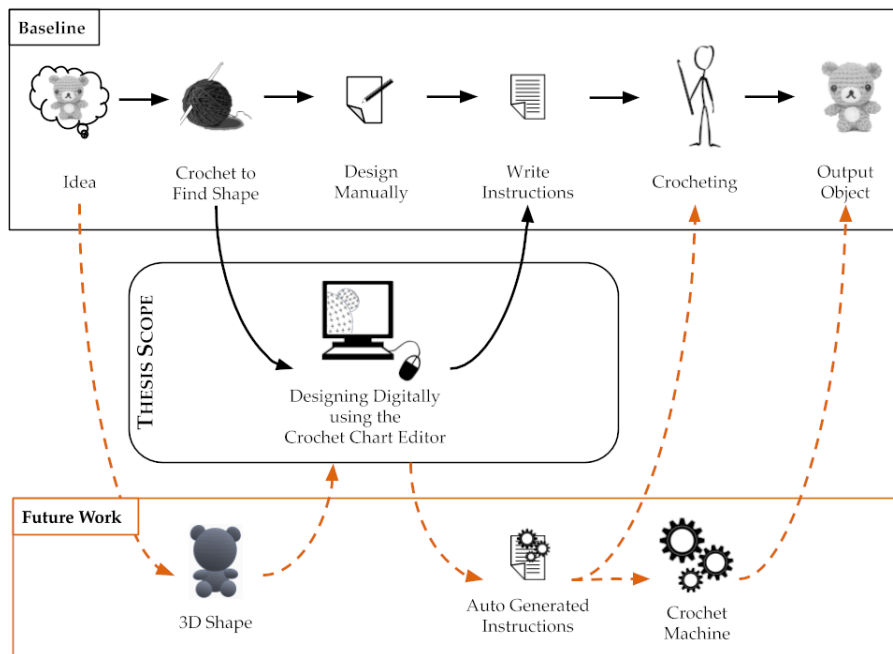 Baseline
Idea
Crochet to
Find Shape
Design
Manually
Write
Instructions
Crocheting
Output
Object
THESIS SCOPE
Designing Digitally
using the
Crochet Chart Editor
Future Work
3D Shape
Auto Generated
Instructions
Crochet
Machine